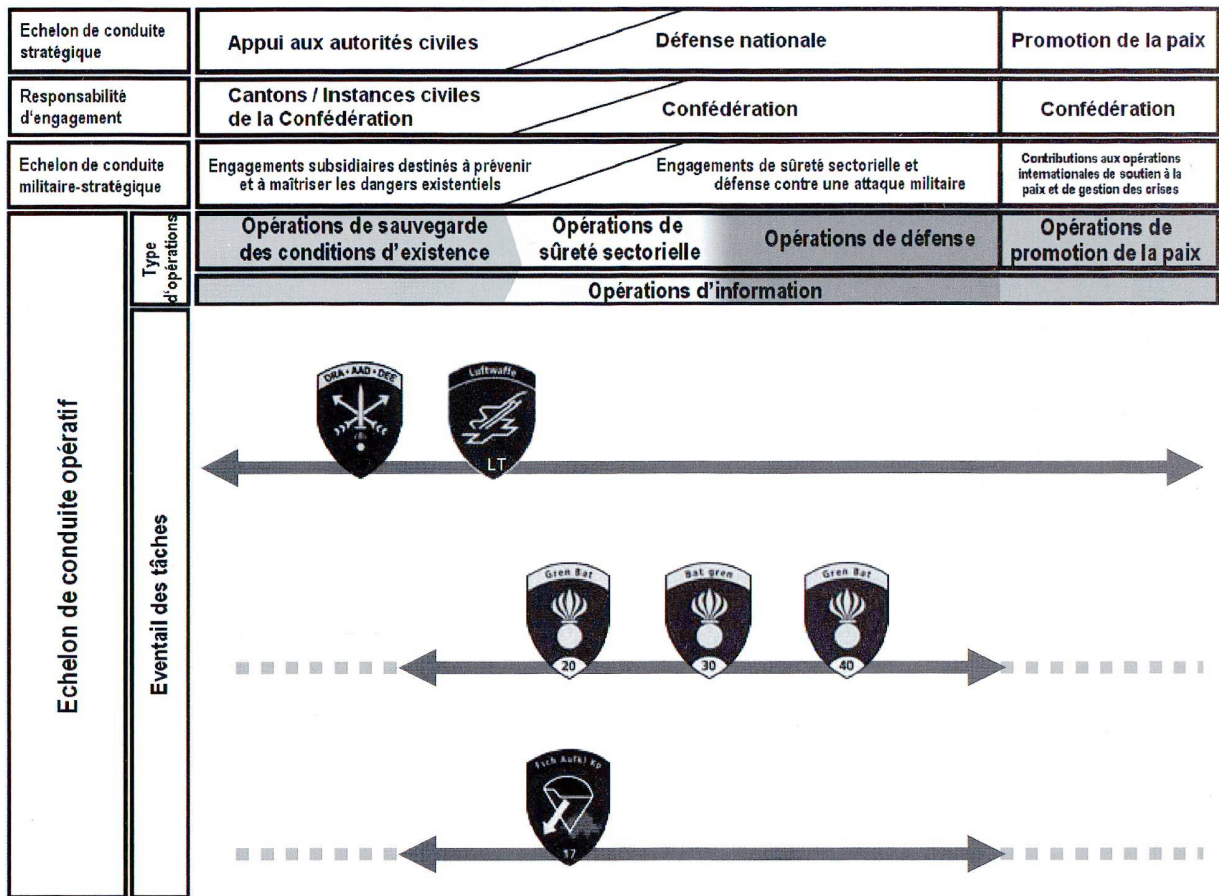 Echelon de conduite
stratégique
Appui aux autorités civiles
Défense nationale
Promotion de la paix
Responsabilité
d'engagement
Cantons / Instances civiles
de la Confédération
Confédération
Confédération
Echelon de conduite
militaire-stratégique
Engagements subsidiaires destinés à prévenir
et à maîtriser les dangers existentiels
Engagements de sûreté sectorielle et
défense contre une attaque militaire
Contributions aux opérations
internationales de soutien à la
paix et de gestion des crises
Echelon de conduite opératif
Type
d'opérations
Opérations de sauvegarde
des conditions d'existence
Opérations de
sûreté sectorielle
Opérations de défense
Opérations de
promotion de la paix
Opérations d'information
Eventail des tâches
DRA • AAD • DEE
Luftwaffe
LT
Gren Bat
20
Bat gren
30
Gren Bat
40
Fsch Aufkl Kp
17